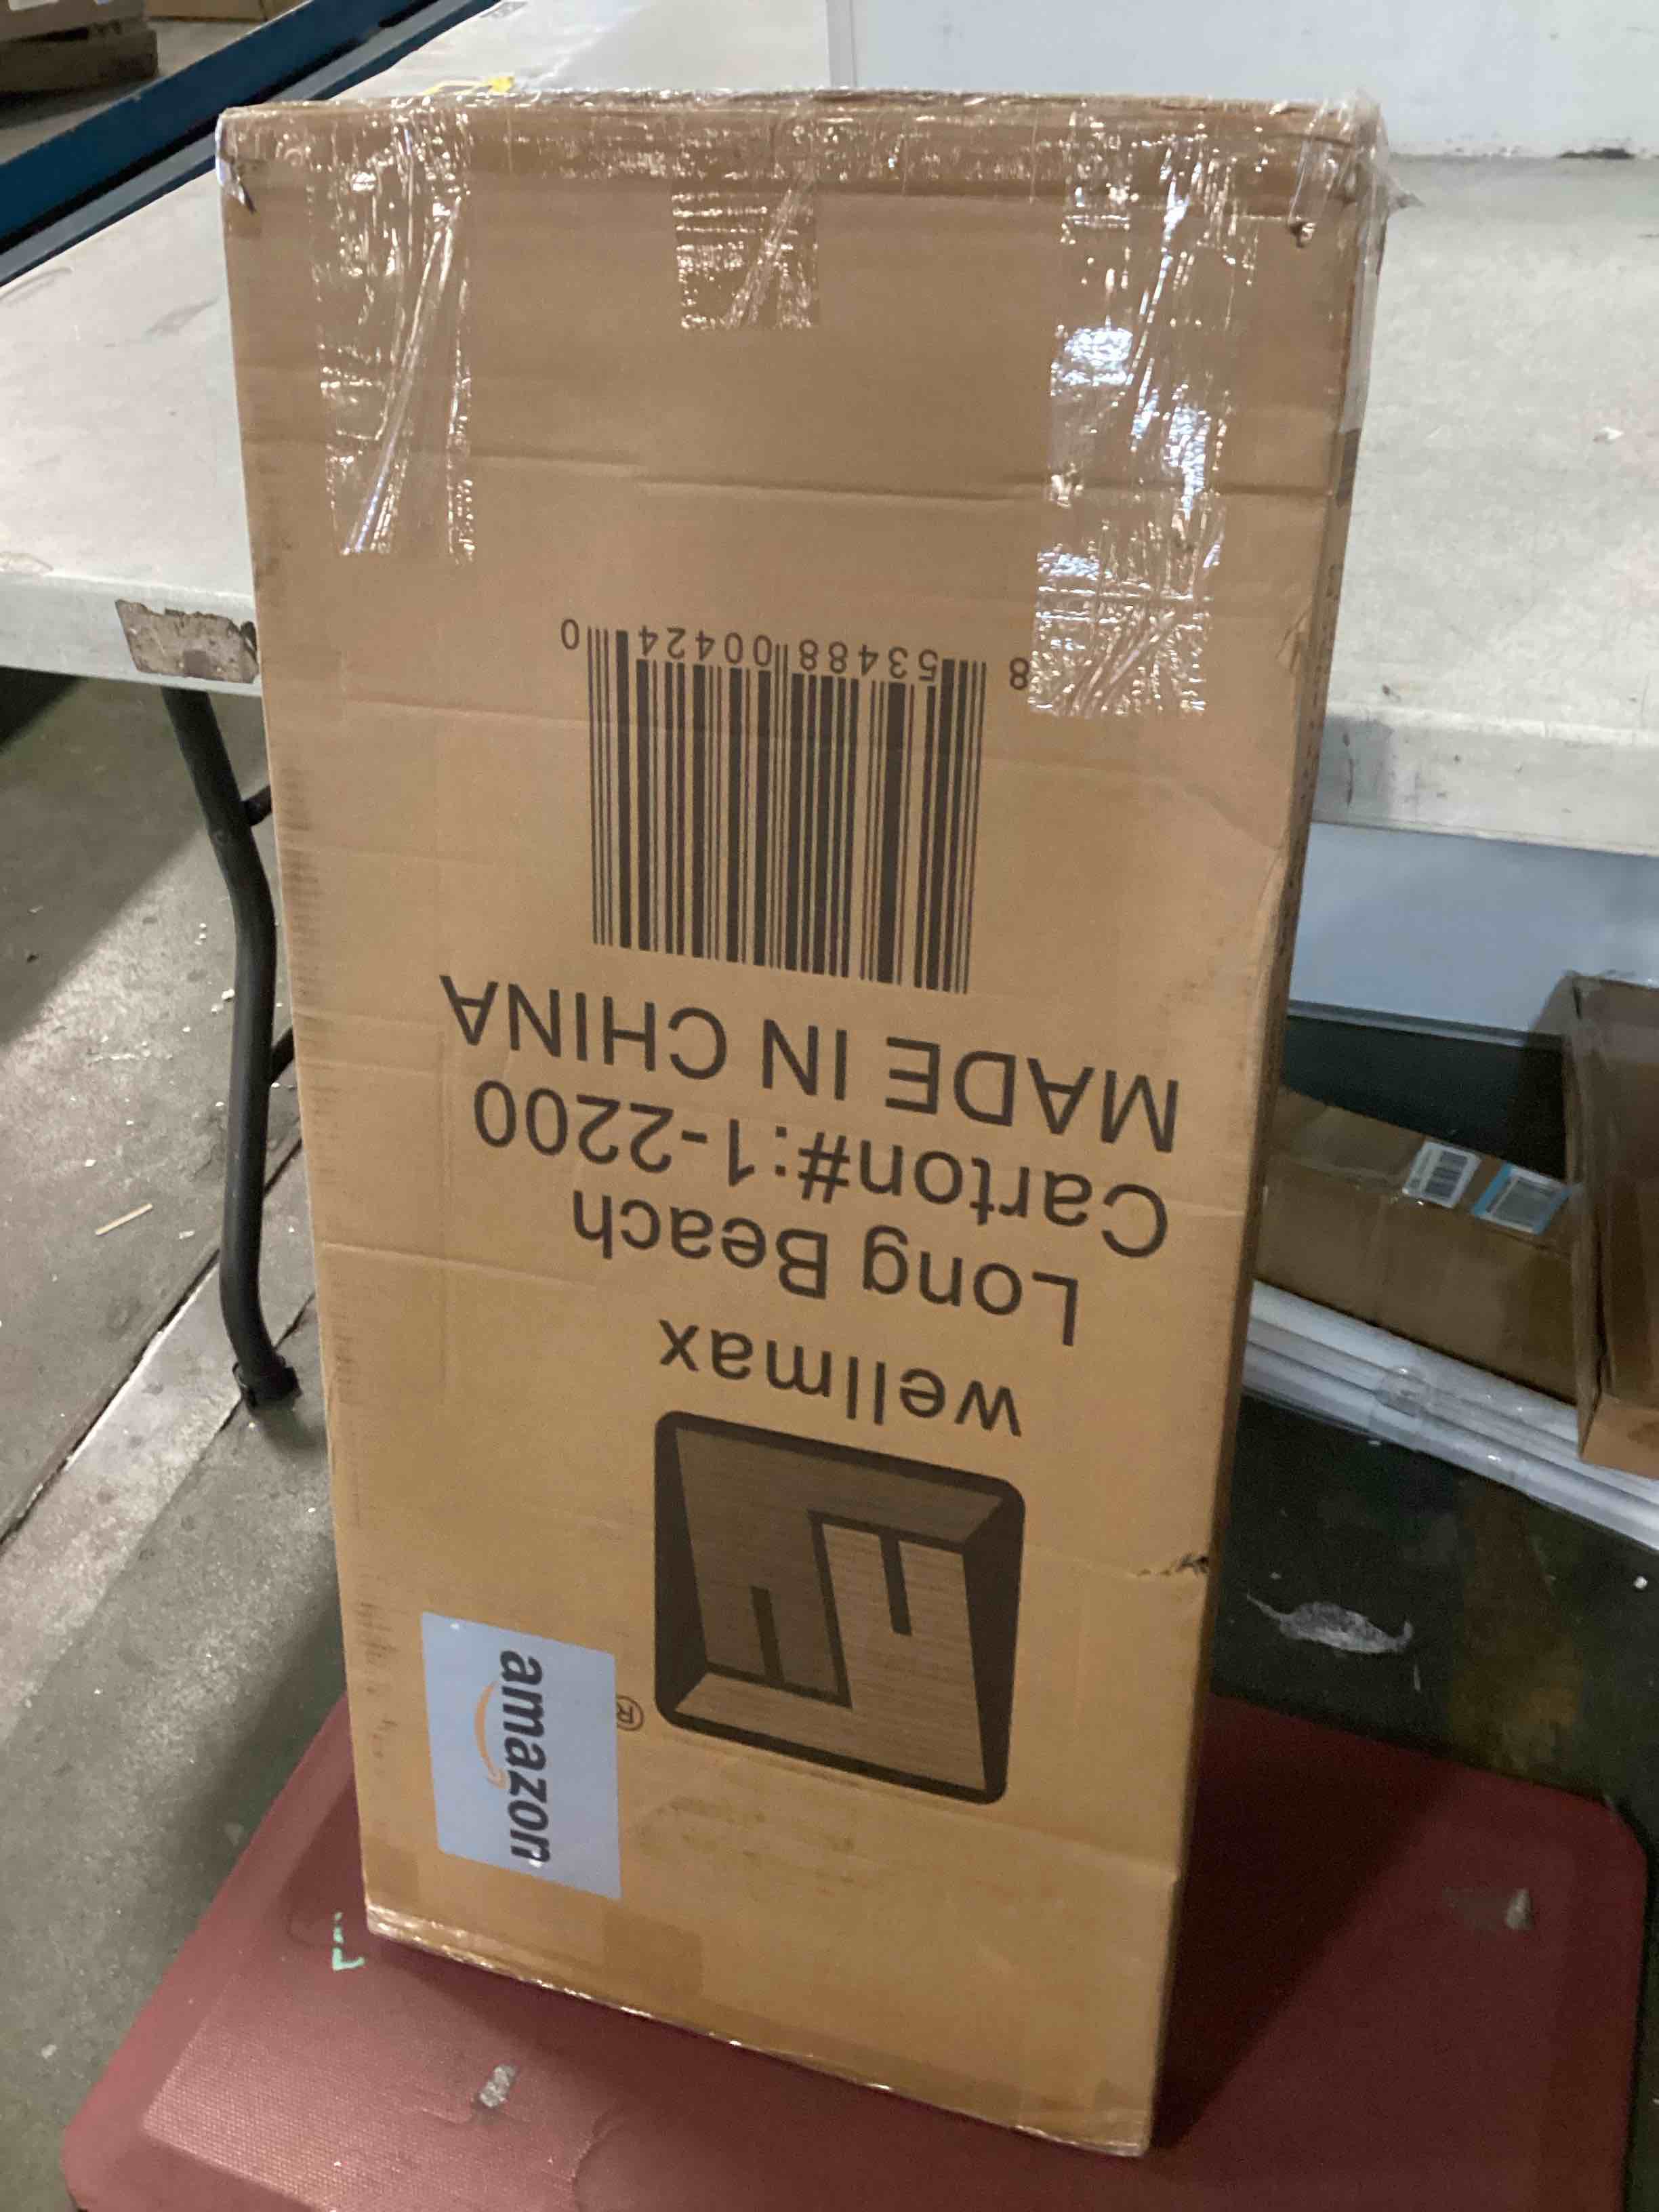 amazon
®
wellmax
Long Beach
Carton#:1-2200
MADE IN CHINA
8 53488 00424 0